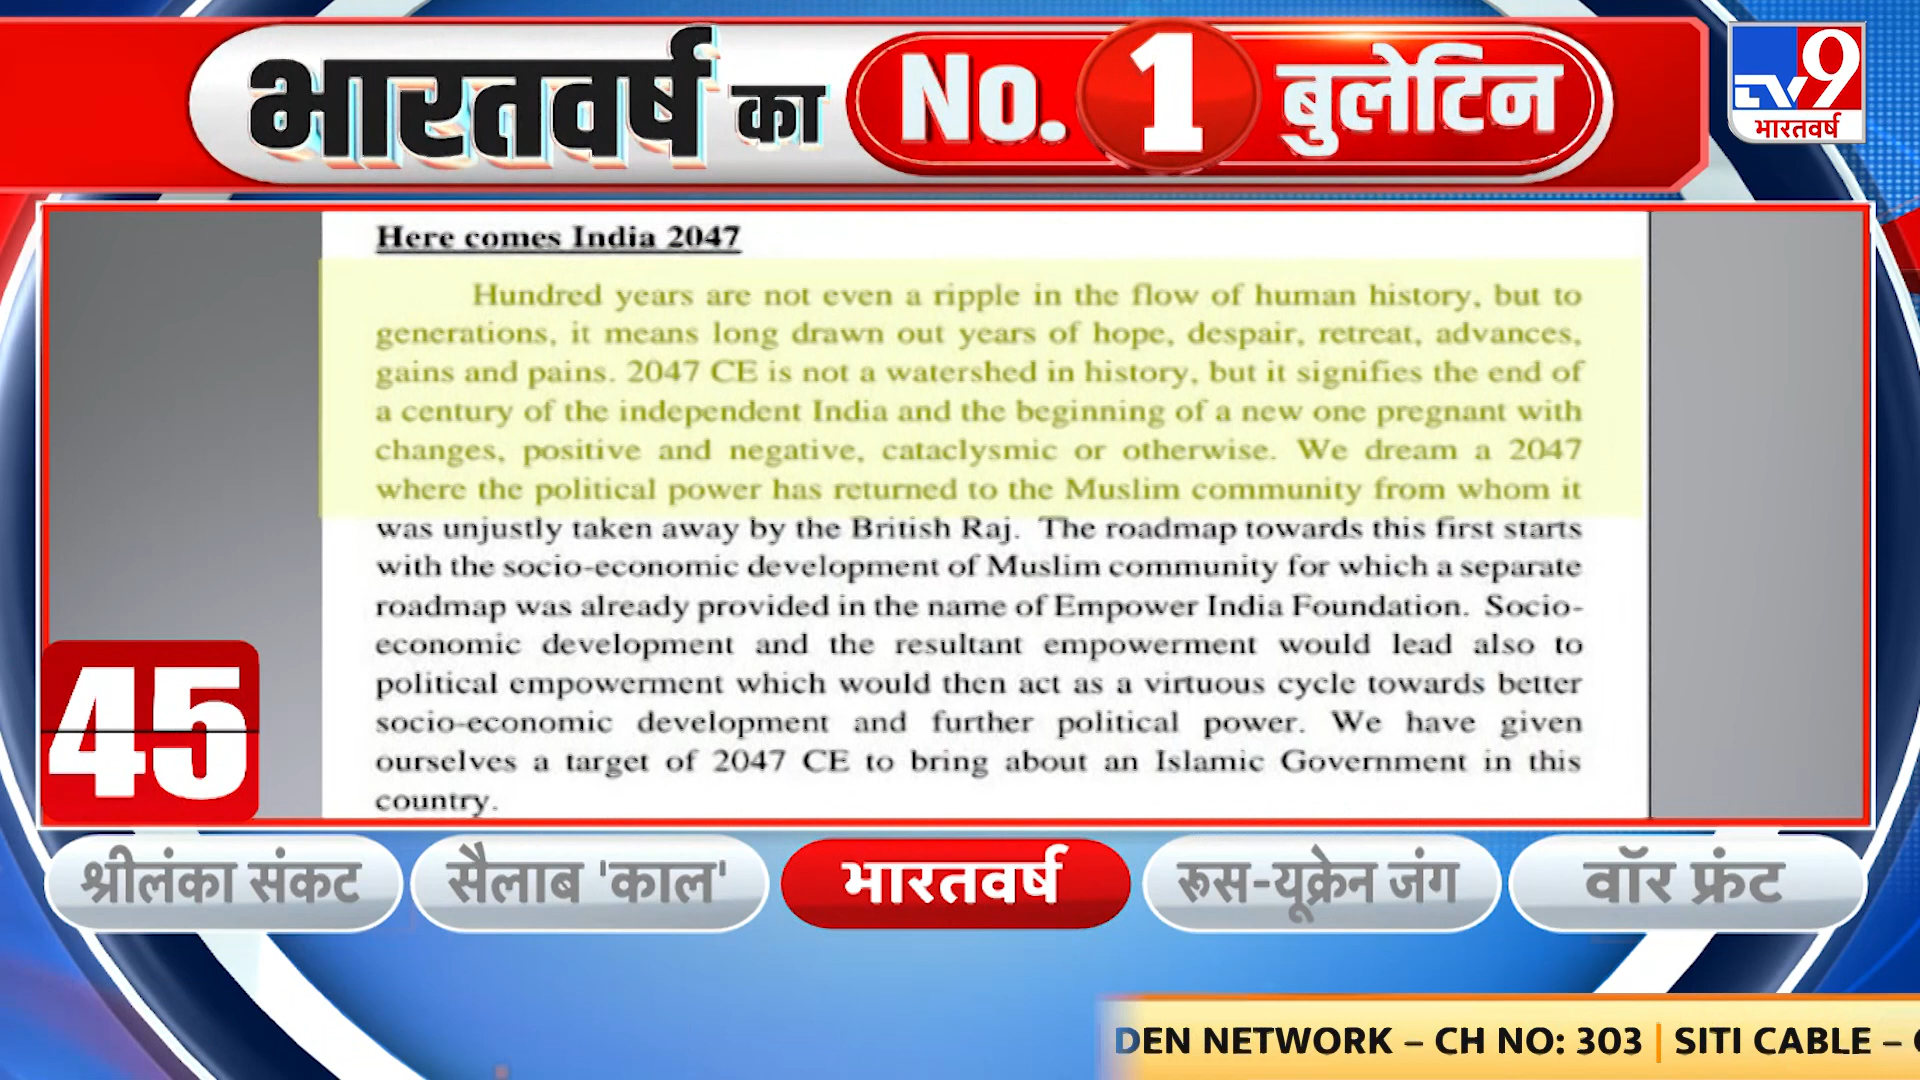 भारतवर्ष का No. 1 बुलेटिन
TV9
भारतवर्ष
Here comes India 2047
Hundred years are not even a ripple in the flow of human history, but to
generations, it means long drawn out years of hope, despair, retreat, advances,
gains and pains. 2047 CE is not a watershed in history, but it signifies the end of
a century of the independent India and the beginning of a new one pregnant with
changes, positive and negative, cataclysmic or otherwise. We dream a 2047
where the political power has returned to the Muslim community from whom it
was unjustly taken away by the British Raj. The roadmap towards this first starts
with the socio-economic development of Muslim community for which a separate
roadmap was already provided in the name of Empower India Foundation. Socio-
economic development and the resultant empowerment would lead also to
political empowerment which would then act as a virtuous cycle towards better
socio-economic development and further political power. We have given
ourselves a target of 2047 CE to bring about an Islamic Government in this
country.
45
श्रीलंका संकट
सैलाब 'काल'
भारतवर्ष
रूस-यूक्रेन जंग
वॉर फ्रंट
DEN NETWORK – CH NO: 303 | SITI CABLE –